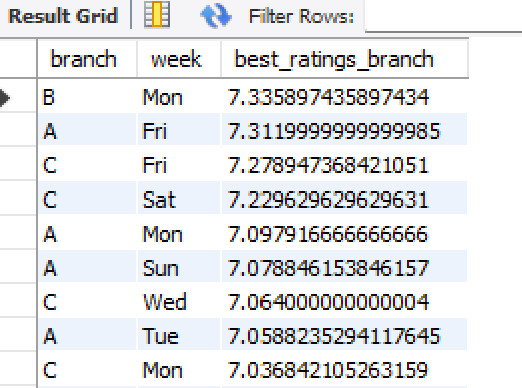 Result Grid Filter Rows:
branch week best_ratings_branch
B Mon 7.335897435897434
A Fri 7.3119999999999985
C Fri 7.278947368421051
C Sat 7.229629629629631
A Mon 7.097916666666666
A Sun 7.078846153846157
C Wed 7.064000000000004
A Tue 7.0588235294117645
C Mon 7.036842105263159